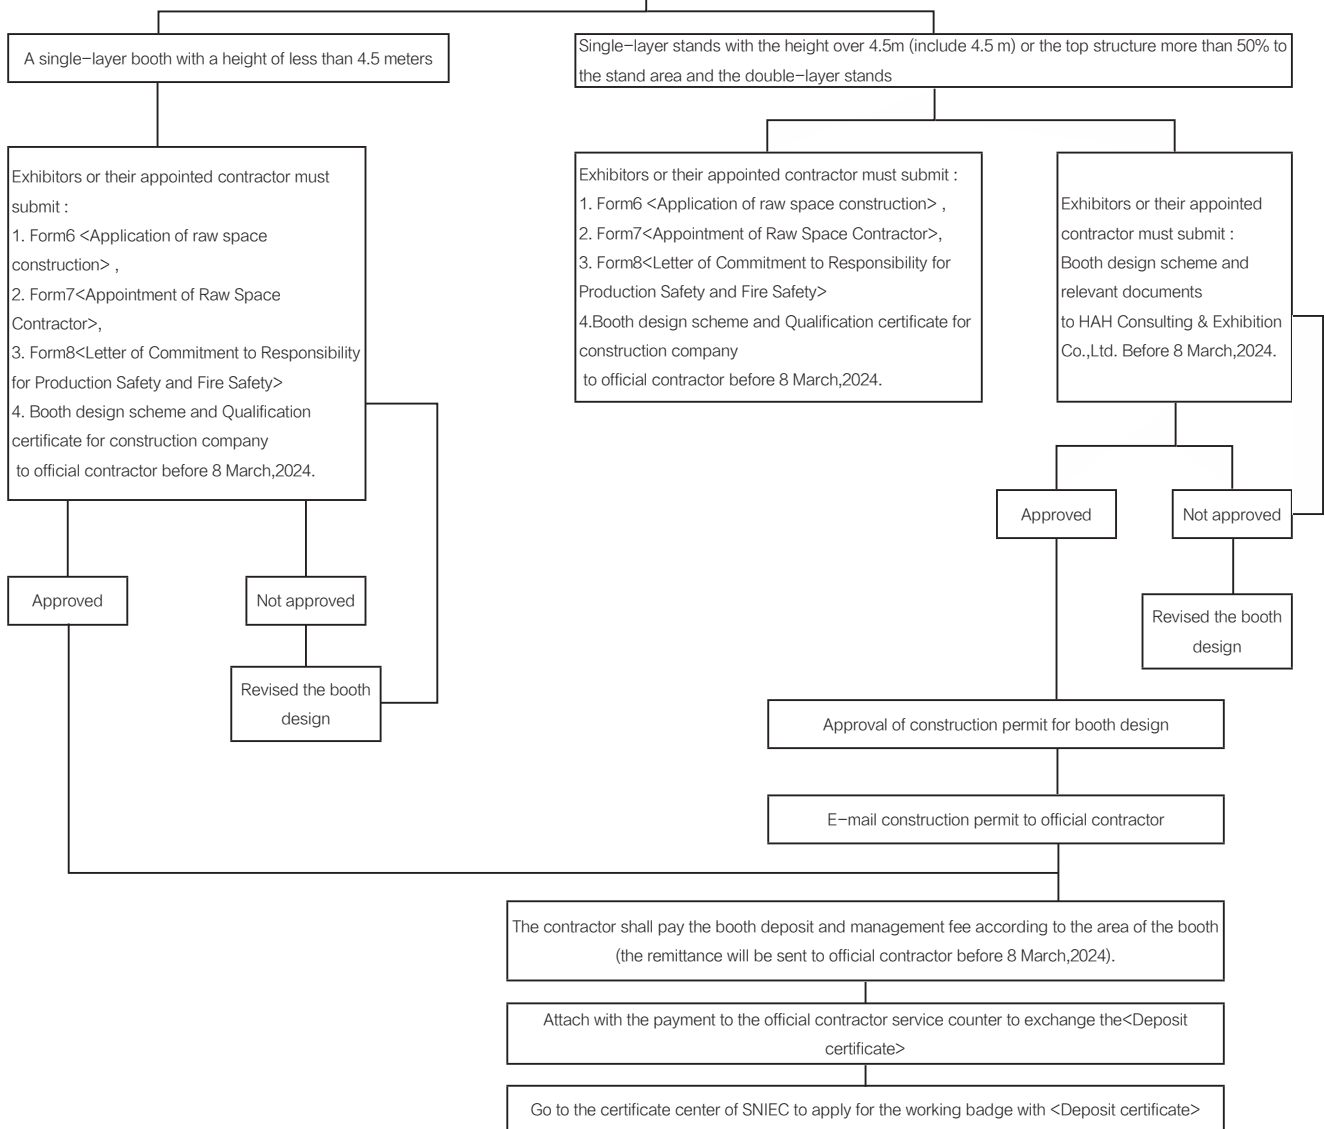 A single-layer booth with a height of less than 4.5 meters
Single-layer stands with the height over 4.5m (include 4.5 m) or the top structure more than 50% to
the stand area and the double-layer stands
Exhibitors or their appointed contractor must
submit :
1. Form6 <Application of raw space
construction> ,
2. Form7<Appointment of Raw Space
Contractor>,
3. Form8<Letter of Commitment to Responsibility
for Production Safety and Fire Safety>
4. Booth design scheme and Qualification
certificate for construction company
to official contractor before 8 March,2024.
Exhibitors or their appointed contractor must submit :
1. Form6 <Application of raw space construction> ,
2. Form7<Appointment of Raw Space Contractor>,
3. Form8<Letter of Commitment to Responsibility for
Production Safety and Fire Safety>
4.Booth design scheme and Qualification certificate for
construction company
to official contractor before 8 March,2024.
Exhibitors or their appointed
contractor must submit :
Booth design scheme and
relevant documents
to HAH Consulting & Exhibition
Co.,Ltd. Before 8 March,2024.
Approved
Not approved
Revised the booth
design
Approved
Not approved
Revised the booth
design
Approval of construction permit for booth design
E-mail construction permit to official contractor
The contractor shall pay the booth deposit and management fee according to the area of the booth
(the remittance will be sent to official contractor before 8 March,2024).
Attach with the payment to the official contractor service counter to exchange the<Deposit
certificate>
Go to the certificate center of SNIEC to apply for the working badge with <Deposit certificate>